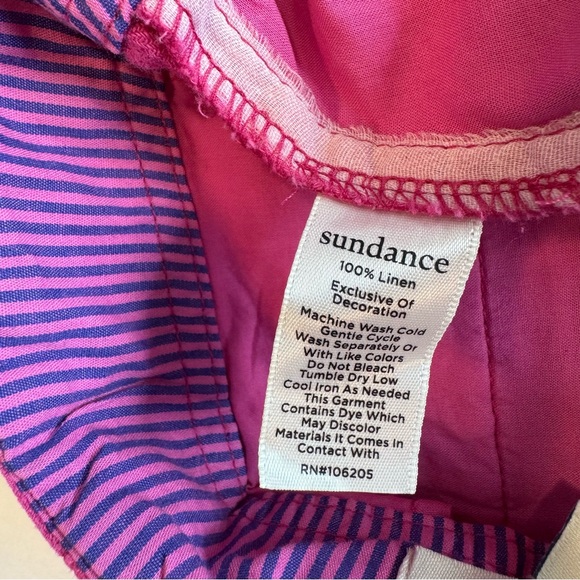 sundance
100% Linen
Exclusive Of
Decoration
Machine Wash Cold
Gentle Cycle
Wash Separately Or
With Like Colors
Do Not Bleach
Tumble Dry Low
Cool Iron As Needed
This Garment
Contains Dye Which
May Discolor
Materials It Comes In
Contact With
RN#106205